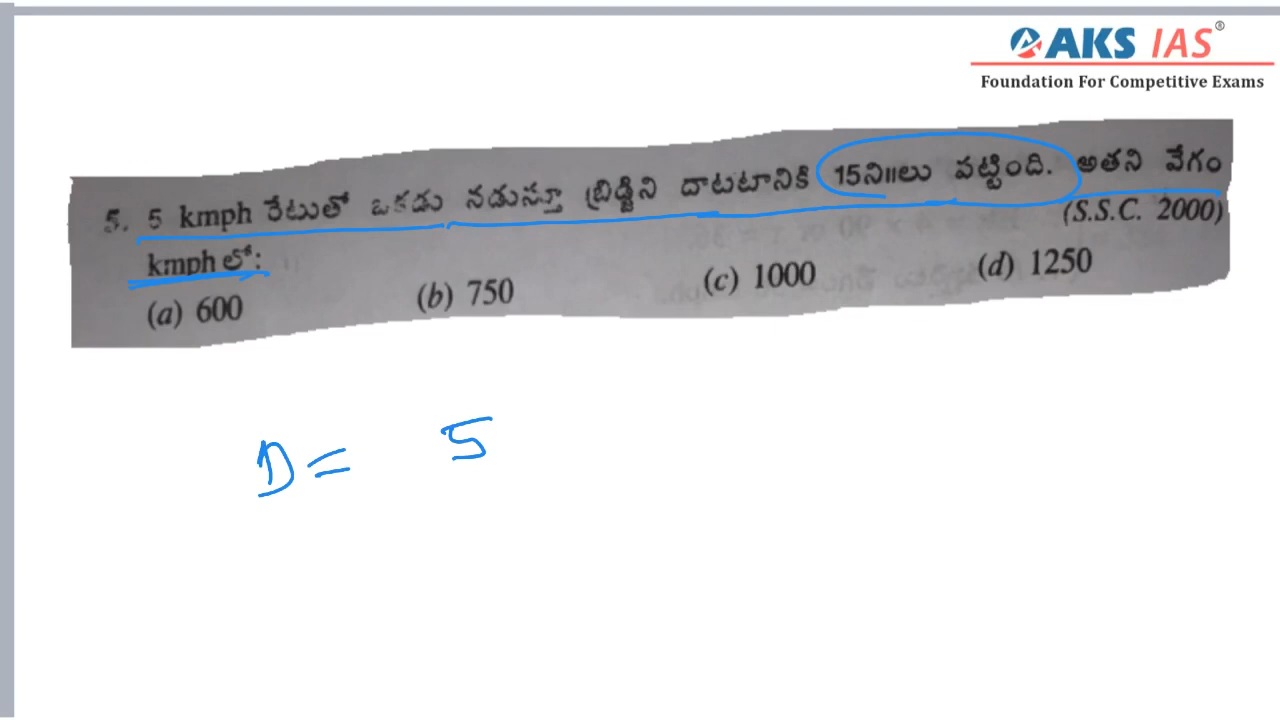 AKS IAS®
Foundation For Competitive Exams
5. 5 kmph రేటుతో ఒకడు నడుస్తూ బ్రిడ్జిని దాటటానికి 15ని॥లు పట్టింది. అతని వేగం
kmph లో: (S.S.C. 2000)
(a) 600 (b) 750 (c) 1000 (d) 1250
D = 5